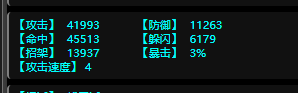 【攻击】 41993 【防御】 11263
【命中】 45513 【躲闪】 6179
【招架】 13937 【暴击】 3%
【攻击速度】 4